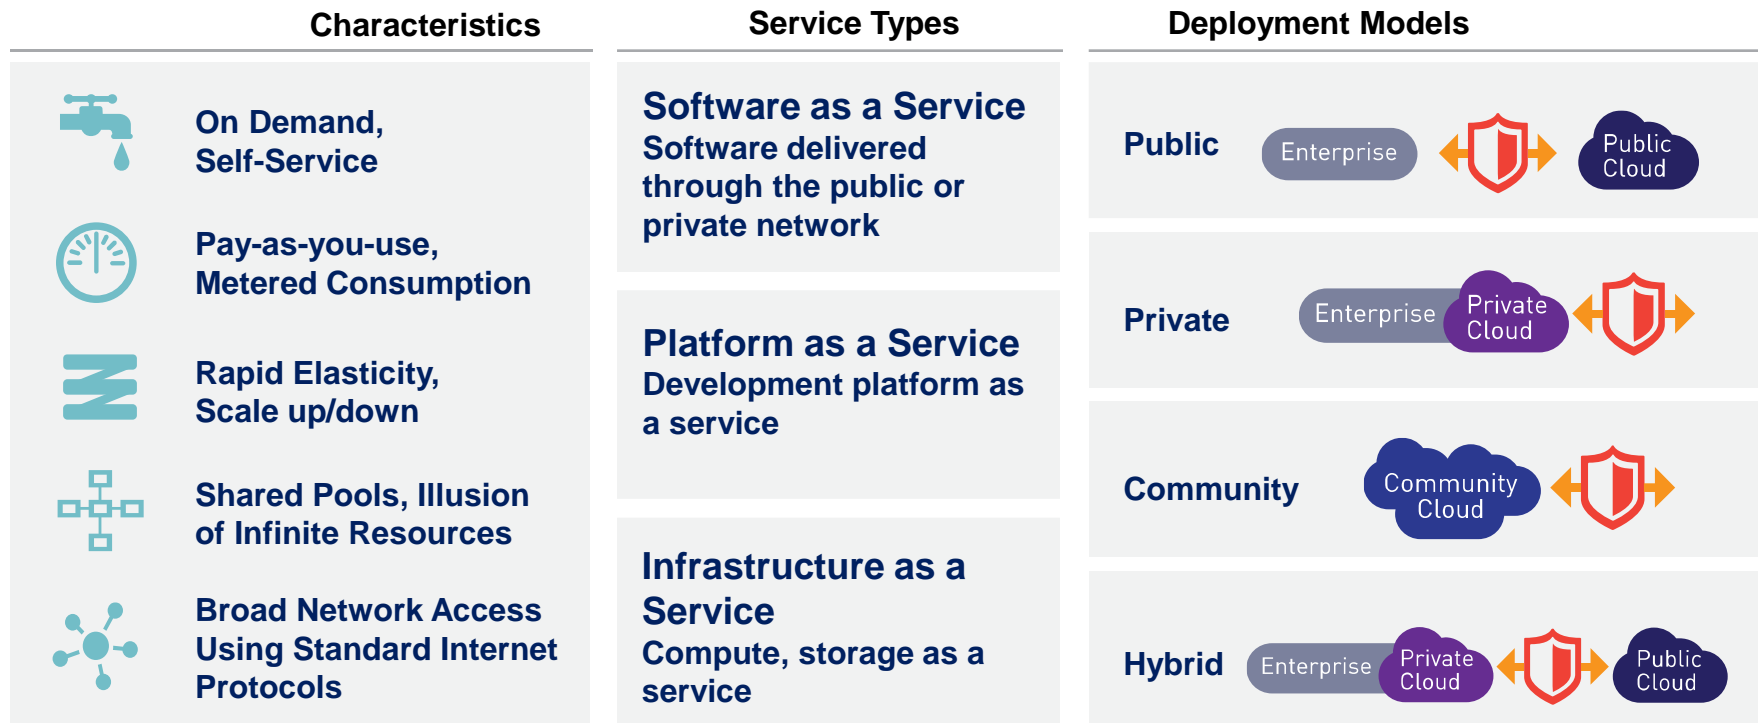 Characteristics
On Demand,
Self-Service
Pay-as-you-use,
Metered Consumption
Rapid Elasticity,
Scale up/down
Shared Pools, Illusion
of Infinite Resources
Broad Network Access
Using Standard Internet
Protocols
Service Types
Software as a Service
Software delivered
through the public or
private network
Platform as a Service
Development platform as
a service
Infrastructure as a
Service
Compute, storage as a
service
Deployment Models
Public
Enterprise
Public
Cloud
Private
Enterprise
Private
Cloud
Community
Community
Cloud
Hybrid
Enterprise
Private
Cloud
Public
Cloud